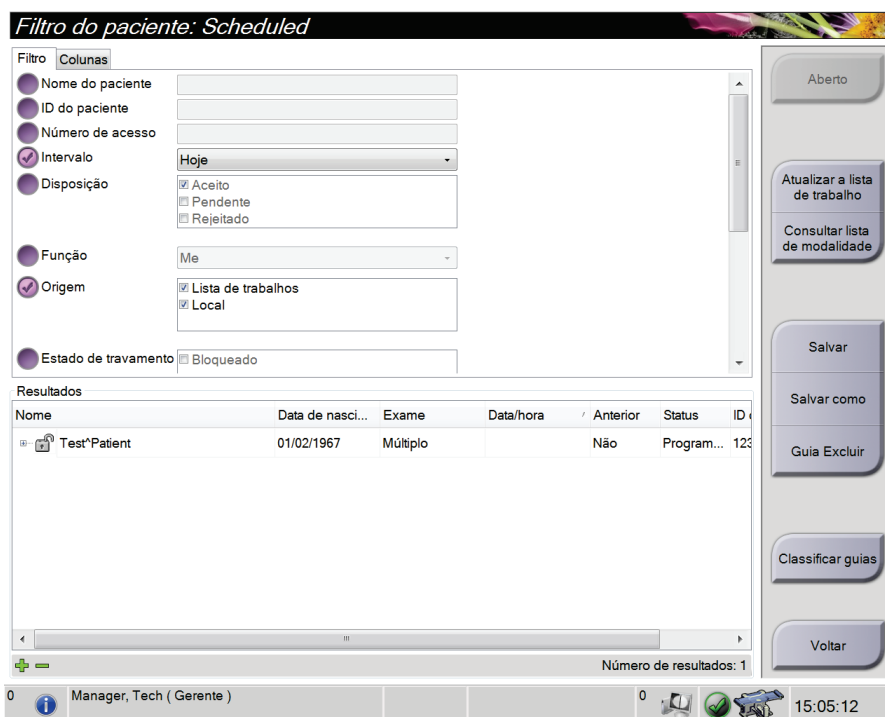 Filtro do paciente: Scheduled
Filtro Colunas
Nome do paciente
ID do paciente
Número de acesso
Intervalo Hoje
Disposição Aceito
Pendente
Rejeitado
Função Me
Origem Lista de trabalhos
Local
Estado de travamento Bloqueado
Aberto
Atualizar a lista
de trabalho
Consultar lista
de modalidade
Salvar
Salvar como
Guia Excluir
Classificar guias
Voltar
Resultados
Nome Data de nasci... Exame Data/hora Anterior Status ID
Test^Patient 01/02/1967 Múltiplo Não Program... 123
Número de resultados: 1
0 Manager, Tech ( Gerente ) 0 15:05:12